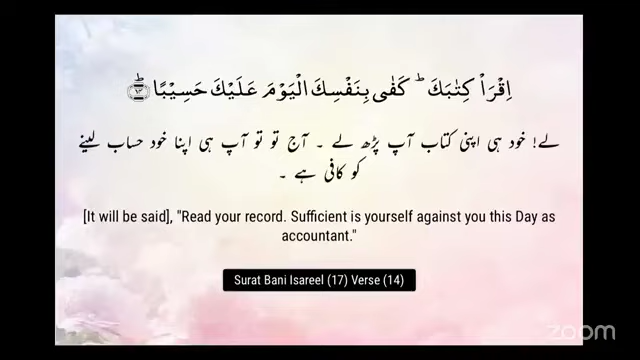 اِقْرَاْ كِتٰبَكَ ؕ كَفٰى بِنَفْسِكَ الْيَوْمَ عَلَيْكَ حَسِيْبًا ؕ﴿۱۴﴾
لے! خود ہی اپنی کتاب آپ پڑھ لے ۔ آج تو تو آپ ہی اپنا خود حساب لینے
کو کافی ہے ۔
[It will be said], "Read your record. Sufficient is yourself against you this Day as
accountant."
Surat Bani Isareel (17) Verse (14)
zoom